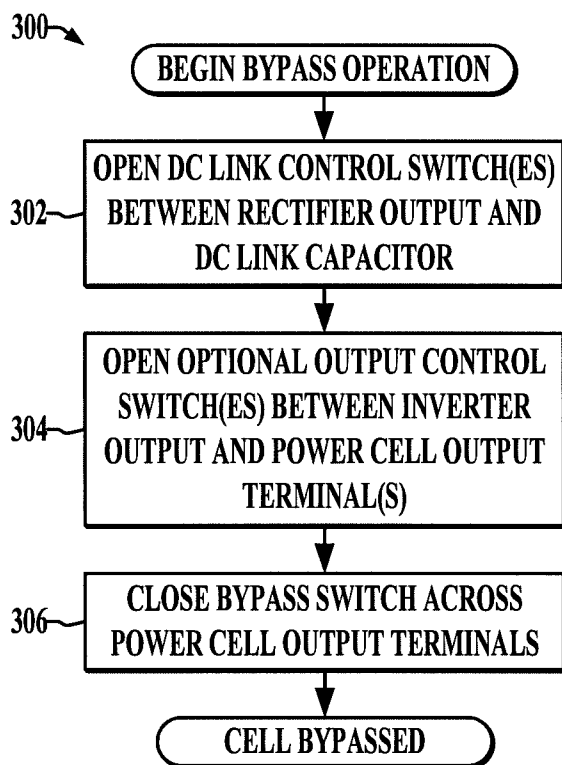 300
BEGIN BYPASS OPERATION
302
OPEN DC LINK CONTROL SWITCH(ES)
BETWEEN RECTIFIER OUTPUT AND
DC LINK CAPACITOR
304
OPEN OPTIONAL OUTPUT CONTROL
SWITCH(ES) BETWEEN INVERTER
OUTPUT AND POWER CELL OUTPUT
TERMINAL(S)
306
CLOSE BYPASS SWITCH ACROSS
POWER CELL OUTPUT TERMINALS
CELL BYPASSED